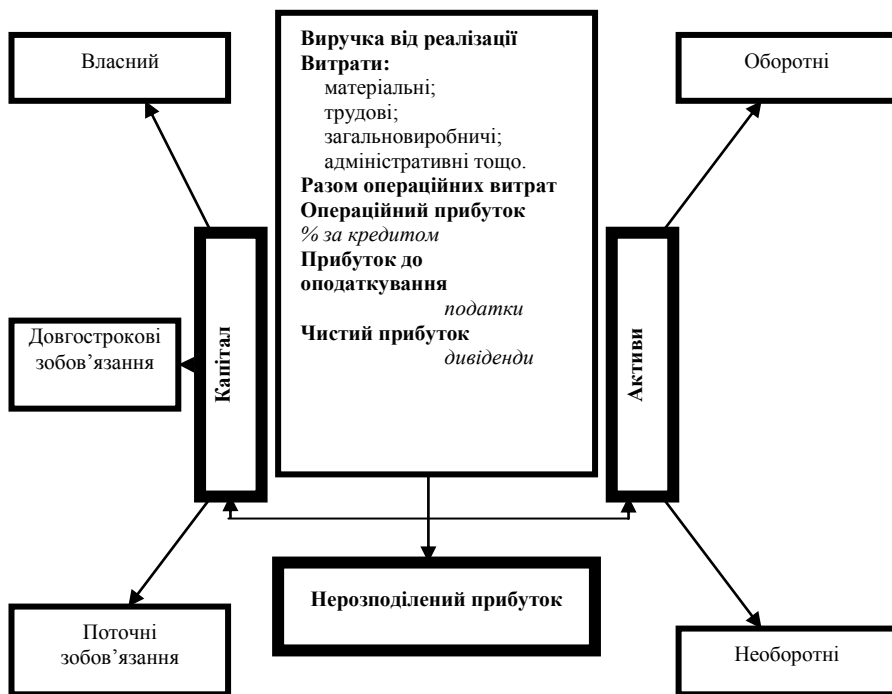 Власний
Виручка від реалізації
Витрати:
матеріальні;
трудові;
загальновиробничі;
адміністративні тощо.
Разом операційних витрат
Операційний прибуток
% за кредитом
Прибуток до
оподаткування
податки
Чистий прибуток
дивіденди
Оборотні
Довгострокові
зобов’язання
Капітал
Активи
Нерозподілений прибуток
Поточні
зобов’язання
Необоротні